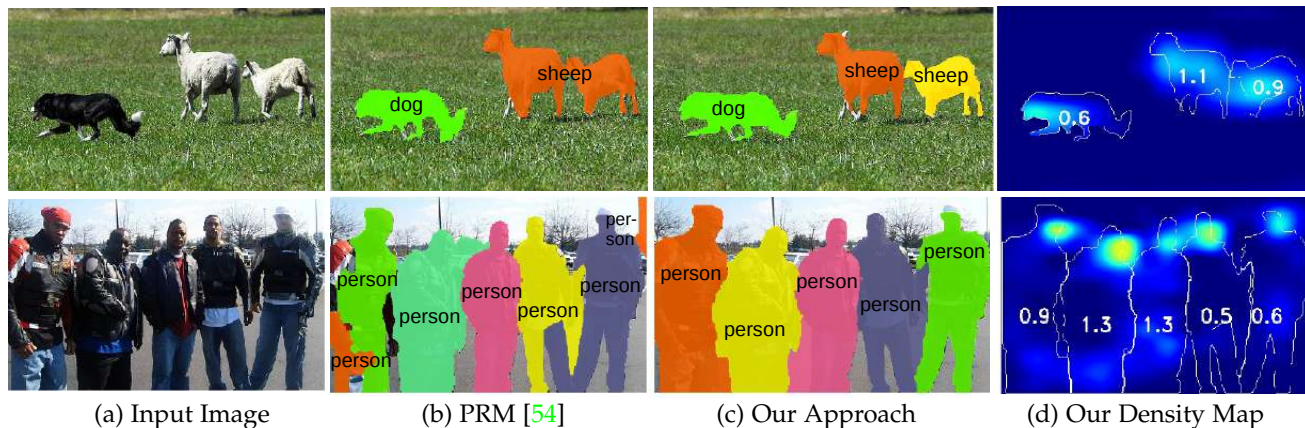 dog
sheep
dog
sheep
sheep
1.1
0.9
0.6
person
person
person
person
per-
son
person
person
person
person
person
person
person
0.9
1.3
1.3
0.5
0.6
(a) Input Image
(b) PRM [54]
(c) Our Approach
(d) Our Density Map